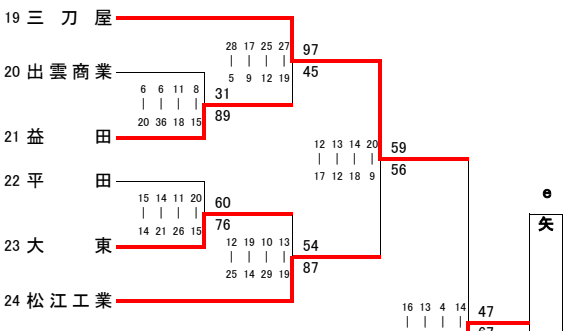 19 三刀屋
28 17 25 27
| | | |
5 9 12 19
97
45
20 出雲商業
6 6 11 8
| | | |
20 36 18 15
31
89
21 益田
12 13 14 20
| | | |
17 12 18 9
59
56
22 平田
15 14 11 20
| | | |
14 21 26 15
60
76
e
矢
23 大東
12 19 10 13
| | | |
25 14 29 19
54
87
24 松江工業
16 13 4 14
| | | |
47
67